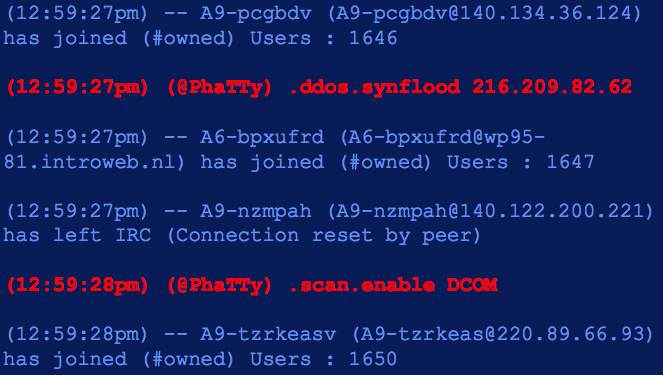 (12:59:27pm) -- A9-pcgbdv (A9-pcgbdv@140.134.36.124)
has joined (#owned) Users : 1646
(12:59:27pm) (@PhaTTy) .ddos.synflood 216.209.82.62
(12:59:27pm) -- A6-bpxufrd (A6-bpxufrd@wp95-
81.introweb.nl) has joined (#owned) Users : 1647
(12:59:27pm) -- A9-nzmpah (A9-nzmpah@140.122.200.221)
has left IRC (Connection reset by peer)
(12:59:28pm) (@PhaTTy) .scan.enable DCOM
(12:59:28pm) -- A9-tzrkeasv (A9-tzrkeas@220.89.66.93)
has joined (#owned) Users : 1650